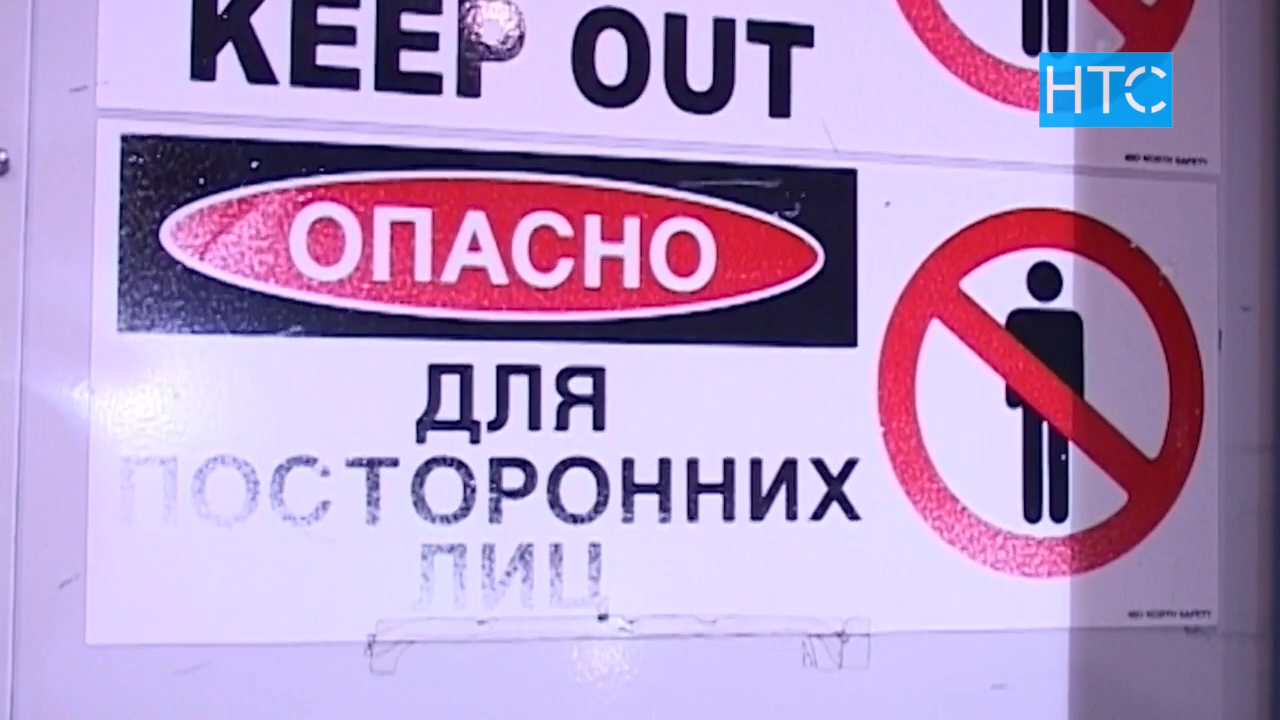 KEEP OUT
НТС
ОПАСНО
ДЛЯ
ПОСТОРОННИХ
ЛИЦ